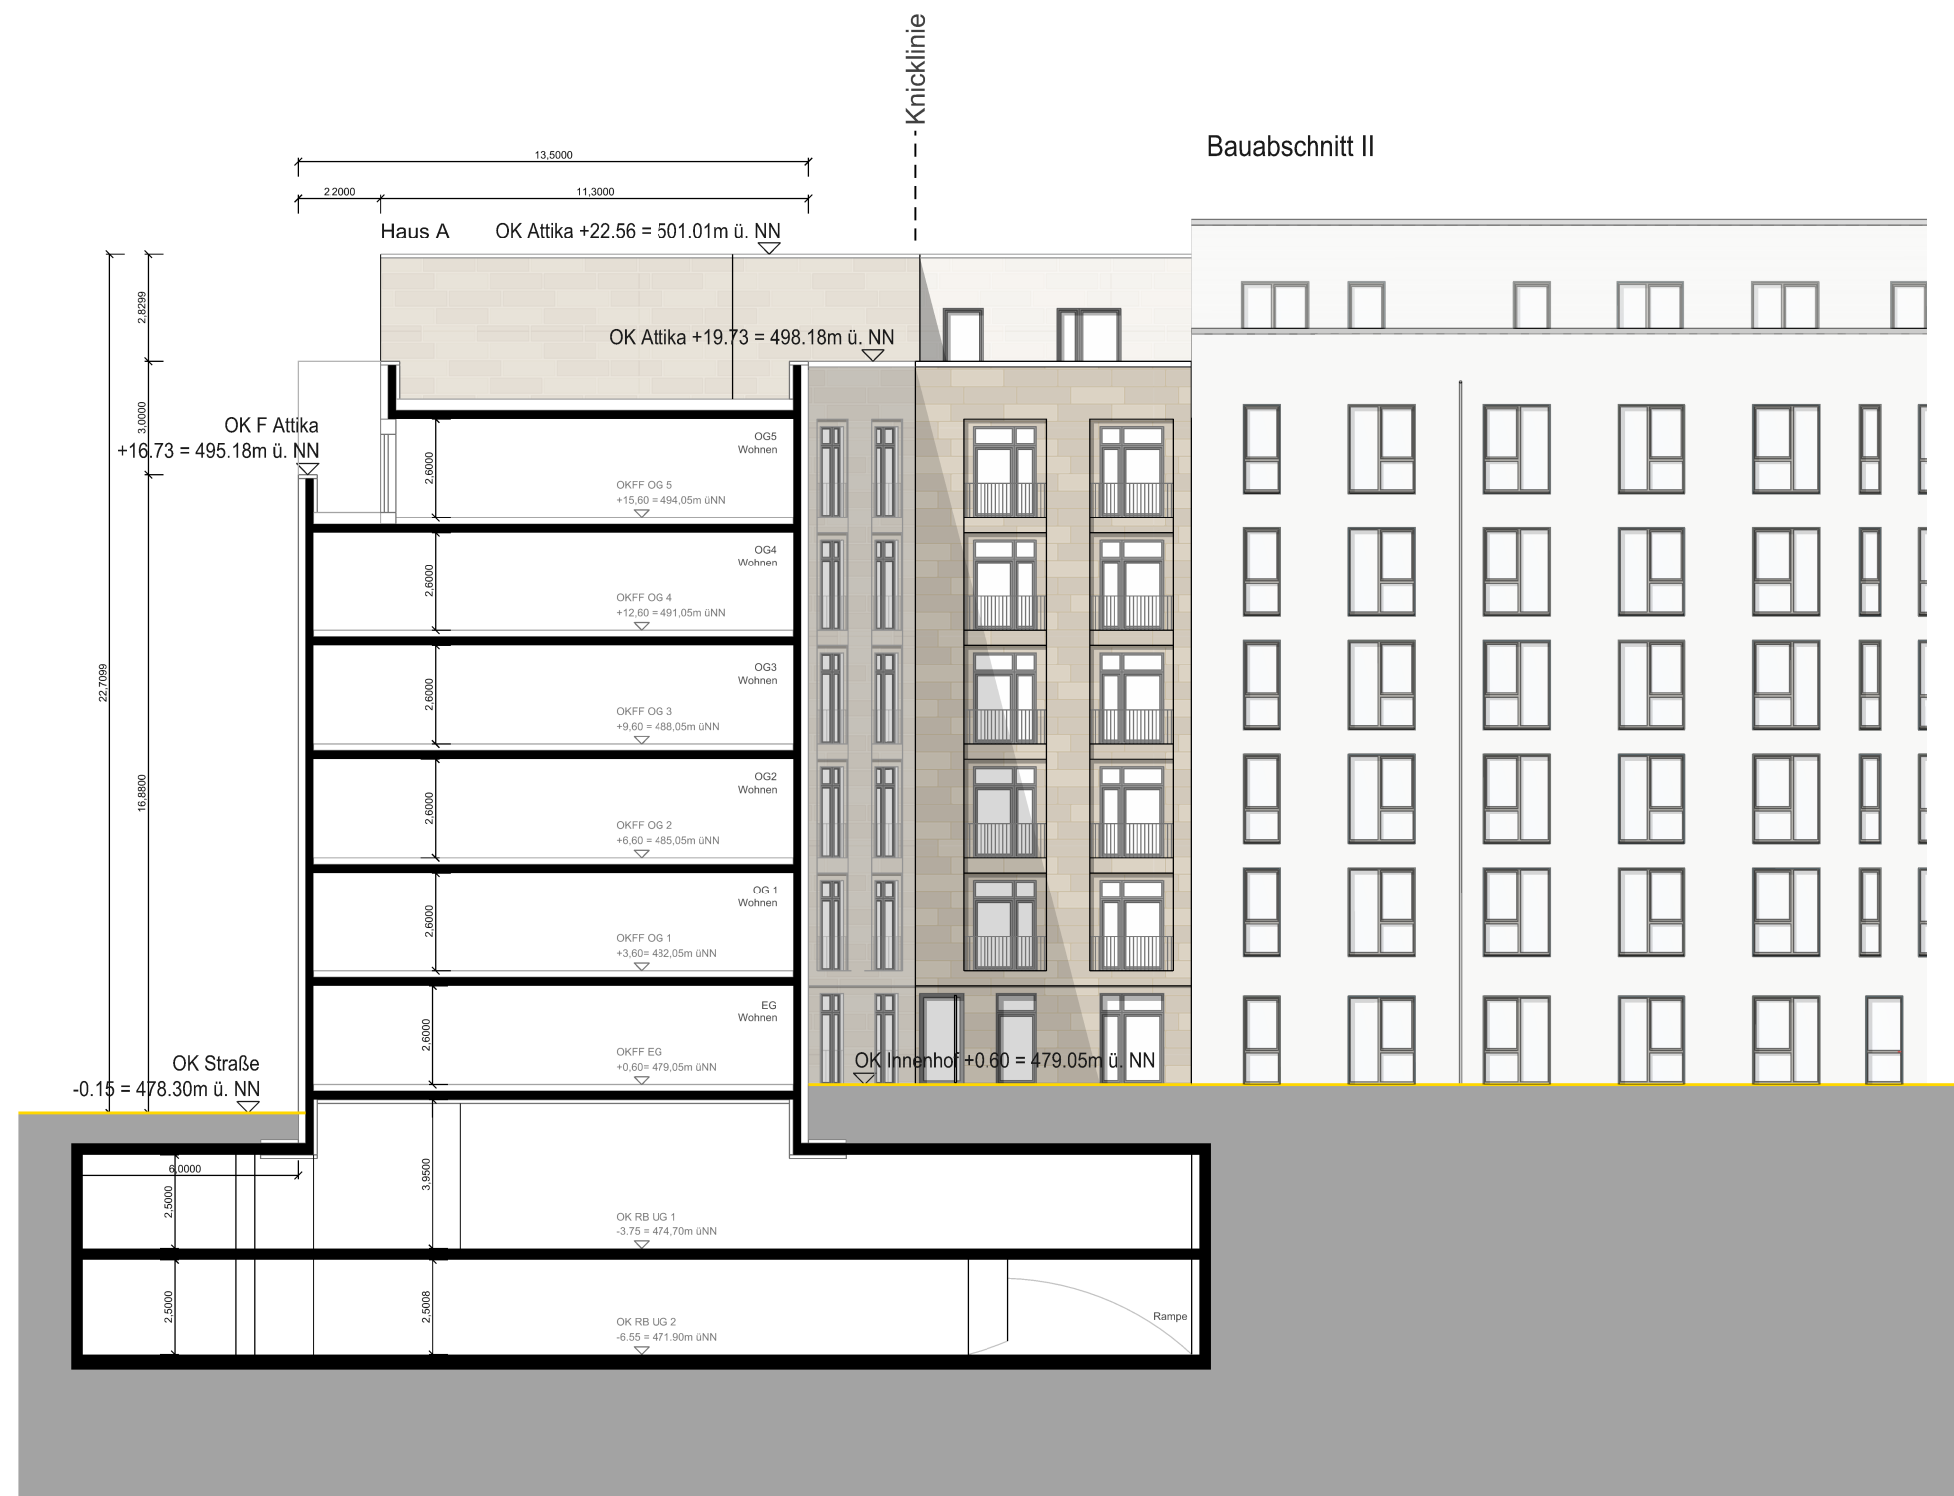 Knicklinie
Bauabschnitt II
13,5000
2,2000
11,3000
Haus A
OK Attika +22.56 = 501.01m ü. NN
2,8299
OK Attika +19.73 = 498.18m ü. NN
3,0000
OK F Attika
+16.73 = 495.18m ü. NN
2,6000
OG5
Wohnen
OKFF OG 5
+15,60 = 494,05m üNN
2,6000
OG4
Wohnen
OKFF OG 4
+12,60 = 491,05m üNN
22,7099
2,6000
OG3
Wohnen
OKFF OG 3
+9,60 = 488,05m üNN
16,8800
2,6000
OG2
Wohnen
OKFF OG 2
+6,60 = 485,05m üNN
2,6000
OG 1
Wohnen
OKFF OG 1
+3,60= 482,05m üNN
2,6000
EG
Wohnen
OKFF EG
+0,60= 479,05m üNN
OK Straße
-0.15 = 478.30m ü. NN
OK Innenhof +0.60 = 479.05m ü. NN
6,0000
2,5000
3,9500
OK RB UG 1
-3.75 = 474,70m üNN
2,5000
2,5008
OK RB UG 2
-6.55 = 471.90m üNN
Rampe